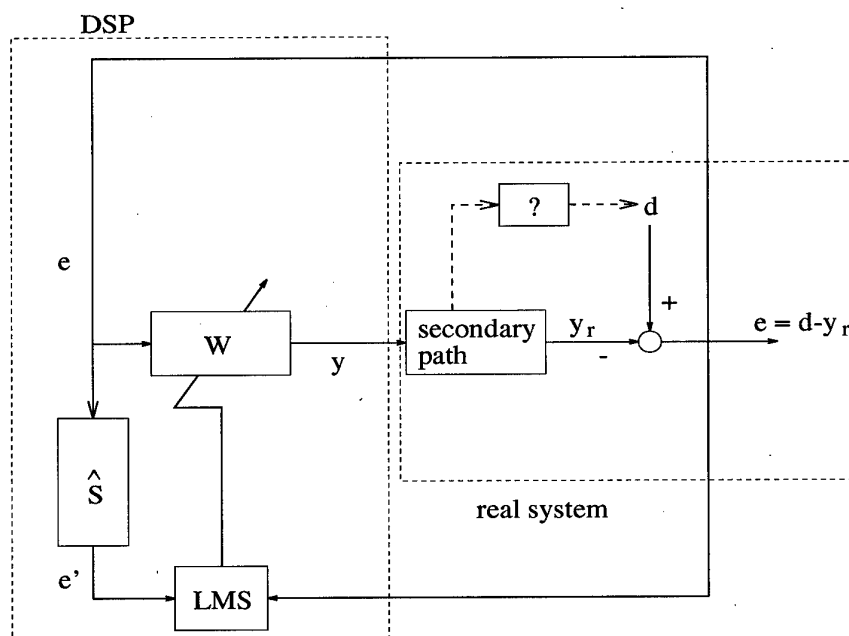 DSP
?
d
e
+
W
y
secondary
path
y_r
-
e = d-y_r
Ŝ
real system
e'
LMS